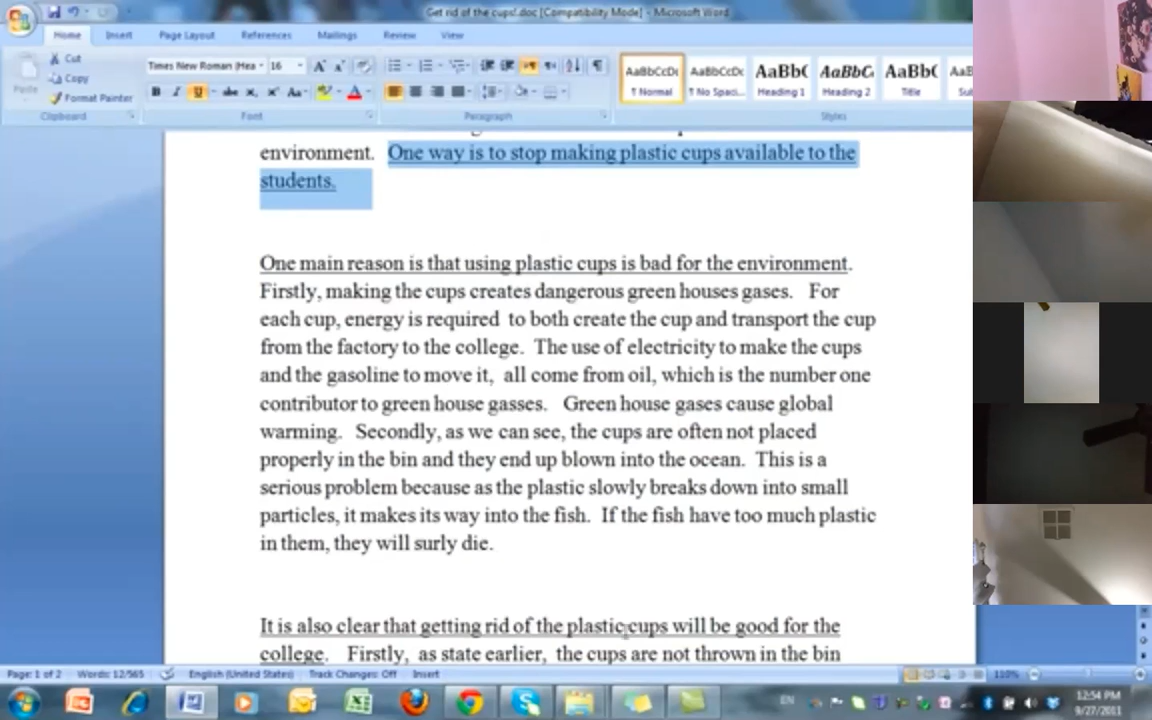 Get rid of the cups!.doc [Compatibility Mode] - Microsoft Word
Home Insert Page Layout References Mailings Review View
Cut
Copy
Format Painter
Paste
Times New Roman (Hea 16
AaBbCcDc AaBbCcDc AaBbC AaBbC AaBbC
¶ Normal ¶ No Spaci... Heading 1 Heading 2 Title
Clipboard Font Paragraph Styles
environment. One way is to stop making plastic cups available to the
students.
One main reason is that using plastic cups is bad for the environment.
Firstly, making the cups creates dangerous green houses gases. For
each cup, energy is required to both create the cup and transport the cup
from the factory to the college. The use of electricity to make the cups
and the gasoline to move it, all come from oil, which is the number one
contributor to green house gasses. Green house gases cause global
warming. Secondly, as we can see, the cups are often not placed
properly in the bin and they end up blown into the ocean. This is a
serious problem because as the plastic slowly breaks down into small
particles, it makes its way into the fish. If the fish have too much plastic
in them, they will surly die.
It is also clear that getting rid of the plastic cups will be good for the
college. Firstly, as state earlier, the cups are not thrown in the bin
Page: 1 of 2 Words: 12/565 English (United States) Track Changes: Off Insert 110%
EN 12:54 PM
9/27/2011